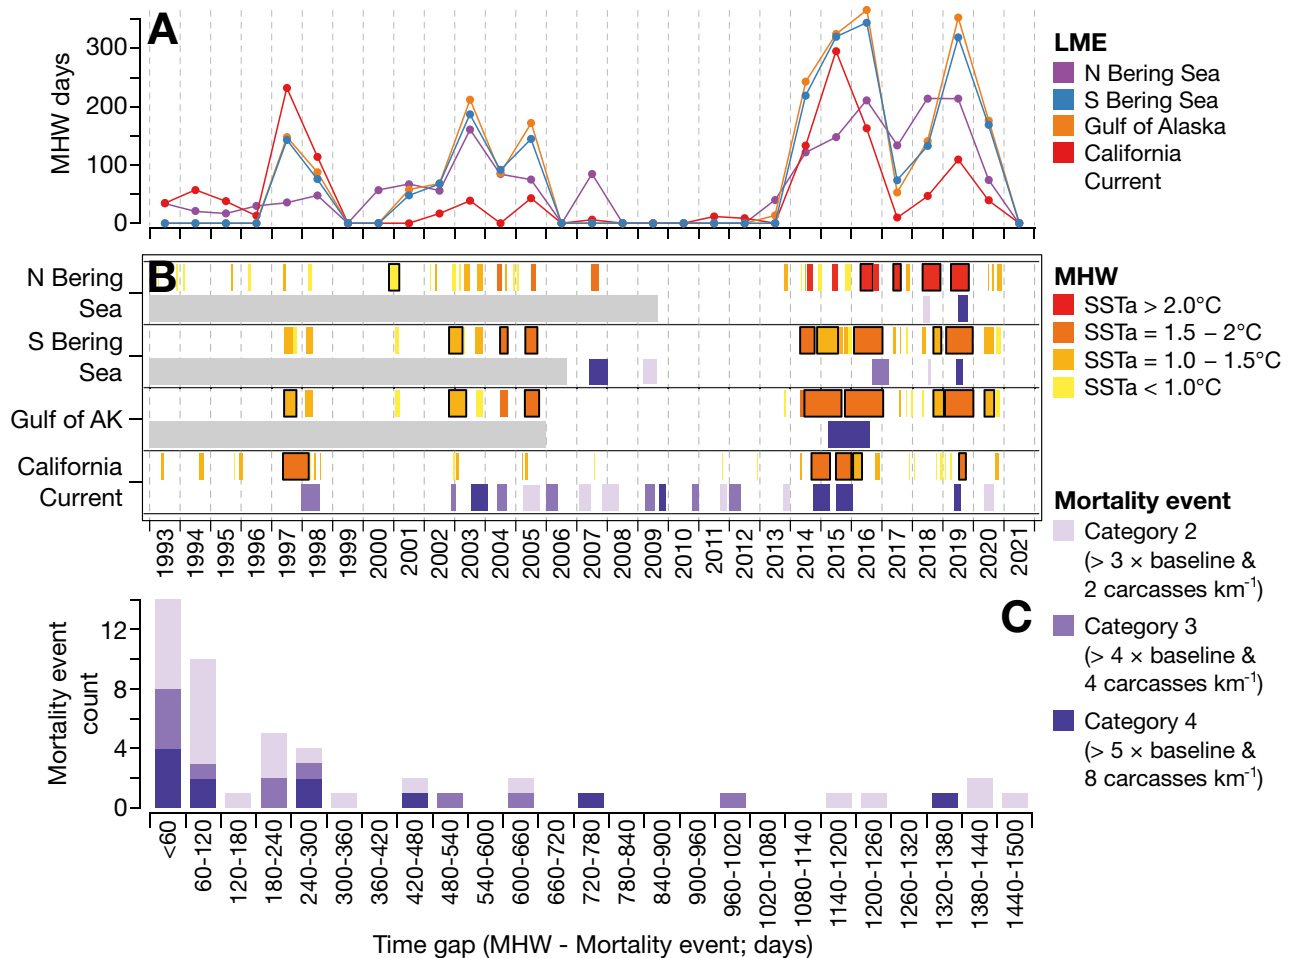 A
MHW days
300
200
100
0
LME
N Bering Sea
S Bering Sea
Gulf of Alaska
California
Current
B
N Bering
Sea
S Bering
Sea
Gulf of AK
California
Current
MHW
SSTa > 2.0°C
SSTa = 1.5 – 2°C
SSTa = 1.0 – 1.5°C
SSTa < 1.0°C
1993
1994
1995
1996
1997
1998
1999
2000
2001
2002
2003
2004
2005
2006
2007
2008
2009
2010
2011
2012
2013
2014
2015
2016
2017
2018
2019
2020
2021
Mortality event
Category 2
(> 3 × baseline &
2 carcasses km-1)
Category 3
(> 4 × baseline &
4 carcasses km-1)
Category 4
(> 5 × baseline &
8 carcasses km-1)
C
Mortality event
count
12
8
4
0
<60
60-120
120-180
180-240
240-300
300-360
360-420
420-480
480-540
540-600
600-660
660-720
720-780
780-840
840-900
900-960
960-1020
1020-1080
1080-1140
1140-1200
1200-1260
1260-1320
1320-1380
1380-1440
1440-1500
Time gap (MHW - Mortality event; days)